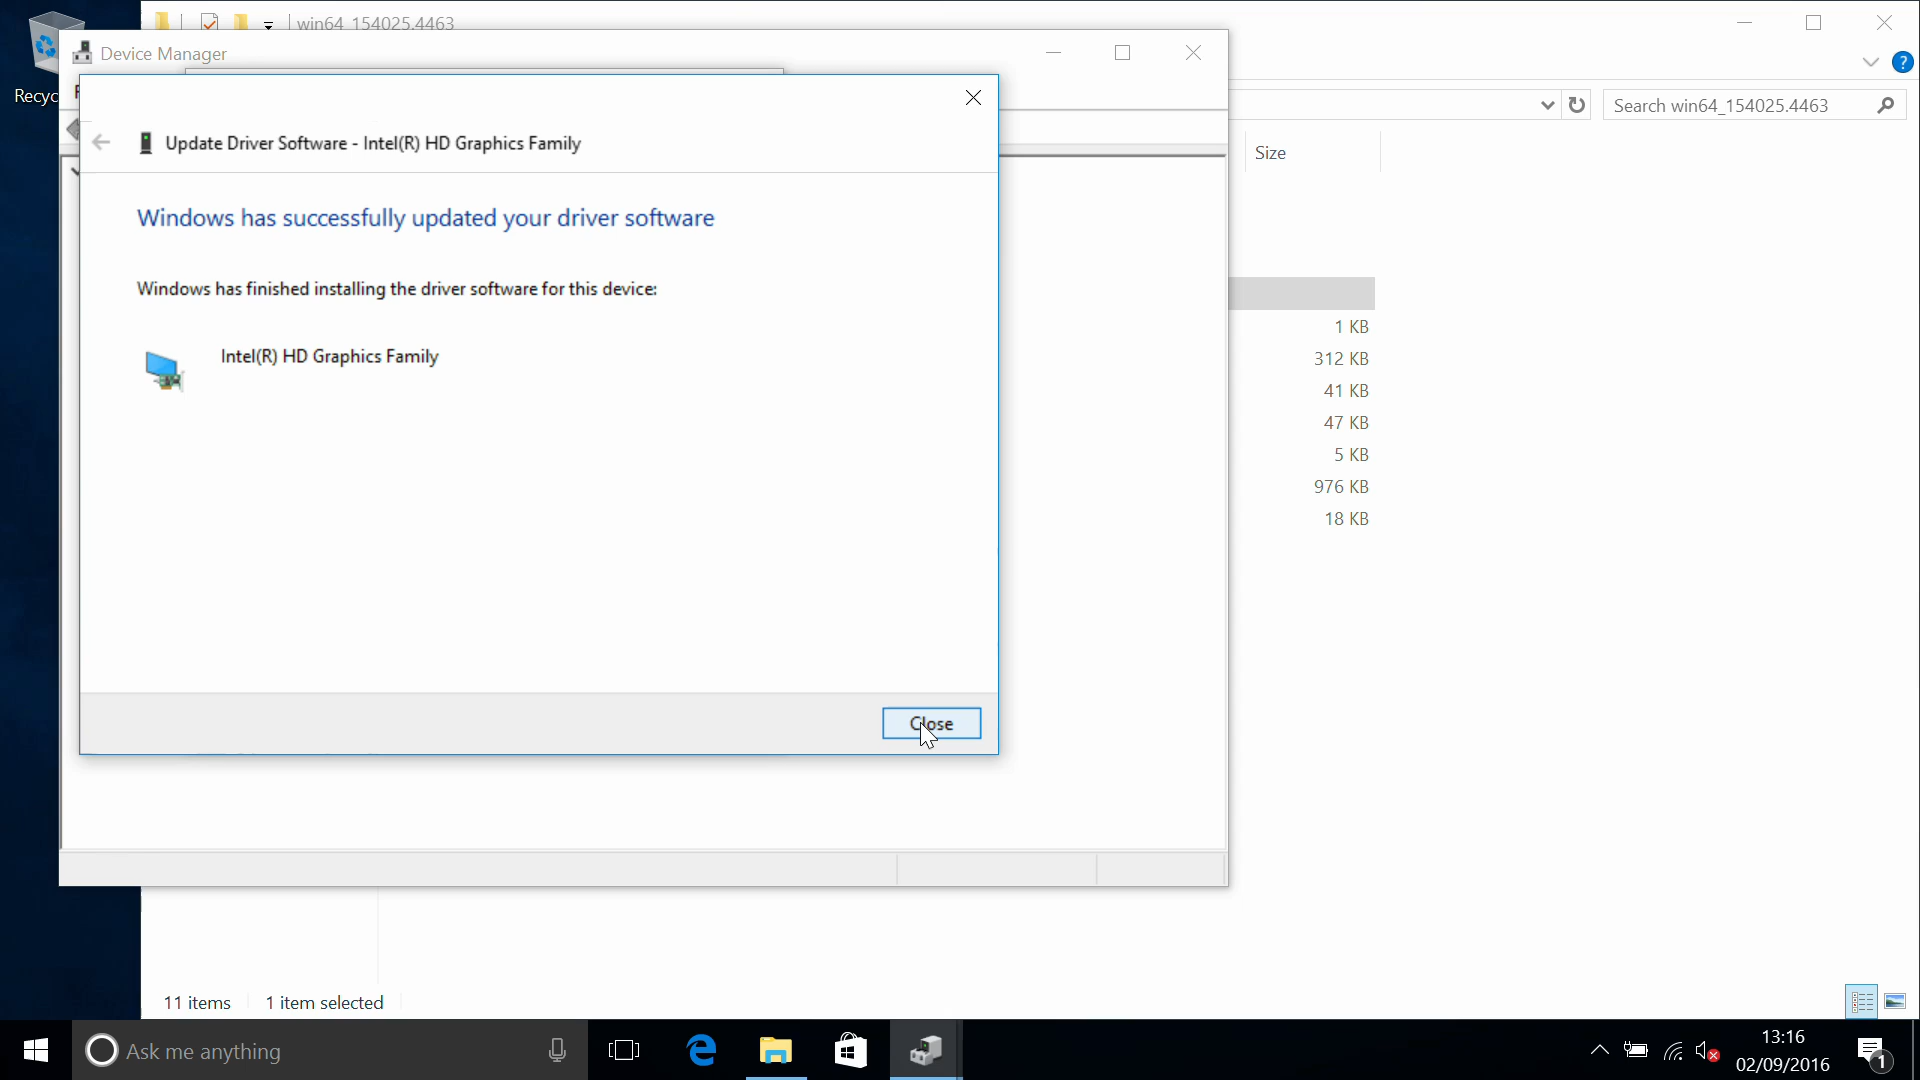 win64_154025.4463
Recyc
Device Manager
Update Driver Software - Intel(R) HD Graphics Family
Windows has successfully updated your driver software
Windows has finished installing the driver software for this device:
Intel(R) HD Graphics Family
Close
?
Search win64_154025.4463
Size
1 KB
312 KB
41 KB
47 KB
5 KB
976 KB
18 KB
11 items
1 item selected
Ask me anything
13:16
02/09/2016
1